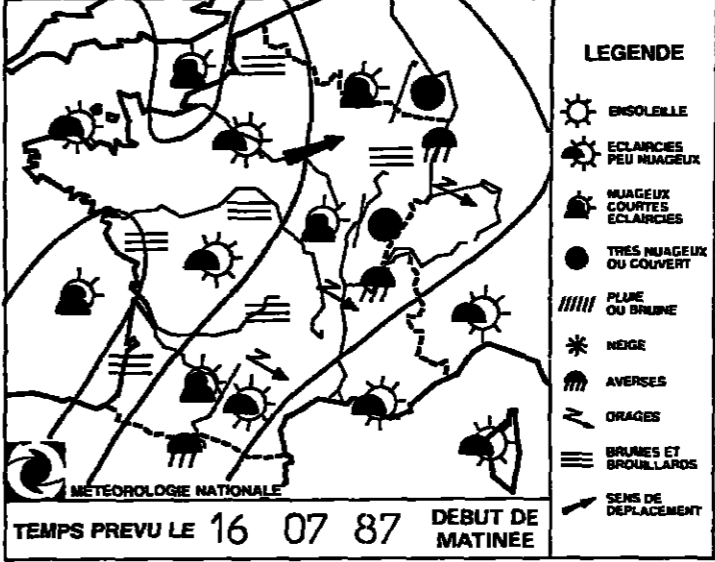 LEGENDE
ENSOLEILLE
ECLAIRCIES
PEU NUAGEUX
NUAGEUX
COURTES
ECLAIRCIES
TRES NUAGEUX
OU COUVERT
PLUIE
OU BRUINE
NEIGE
AVERSES
ORAGES
BRUMES ET
BROUILLARDS
SENS DE
DEPLACEMENT
METEOROLOGIE NATIONALE
TEMPS PREVU LE 16 07 87 DEBUT DE
MATINEE